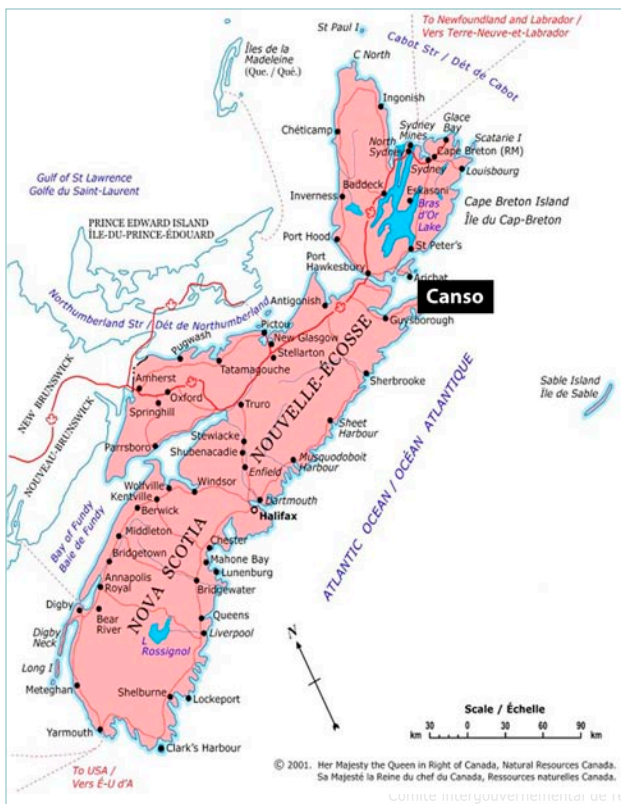 To Newfoundland and Labrador /
Vers Terre-Neuve-et-Labrador
St Paul I
Cabot Str / Dét de Cabot
C North
Îles de la
Madeleine
(Que. / Qué.)
Ingonish
Chéticamp
Sydney
Mines
Glace
Bay
North
Sydney
Scatarie I
Cape Breton (RM)
Sydney
Louisbourg
Gulf of St Lawrence
Golfe du Saint-Laurent
Baddeck
Eskasoni
Inverness
Bras
d'Or
Lake
Cape Breton Island
Île du Cap-Breton
PRINCE EDWARD ISLAND
ÎLE-DU-PRINCE-ÉDOUARD
Port Hood
St Peter's
Port
Hawkesbury
Arichat
Canso
Northumberland Str / Dét de Northumberland
Antigonish
Guysborough
Pictou
New Glasgow
Stellarton
Pugwash
Tatamagouche
NOUVELLE-ÉCOSSE
Amherst
Oxford
Springhill
Sherbrooke
Sable Island
Île de Sable
Truro
NEW BRUNSWICK
NOUVEAU-BRUNSWICK
Sheet
Harbour
Parrsboro
Stewiacke
Shubenacadie
Musquodoboit
Harbour
Enfield
ATLANTIC OCEAN / OCÉAN ATLANTIQUE
Wolfville
Kentville
Windsor
Berwick
Dartmouth
Halifax
Bay of Fundy
Baie de Fundy
Middleton
Chester
Bridgetown
Mahone Bay
Lunenburg
NOVA SCOTIA
Annapolis
Royal
Bridgewater
Digby
Bear
River
Queens
Digby
Neck
Liverpool
L
Rossignol
N
Long I
Meteghan
Shelburne
Lockeport
Scale / Échelle
30 0 30 60 90
km km
Yarmouth
Clark's Harbour
To USA /
Vers É-U d'A
© 2001. Her Majesty the Queen in Right of Canada, Natural Resources Canada.
Sa Majesté la Reine du chef du Canada, Ressources naturelles Canada.